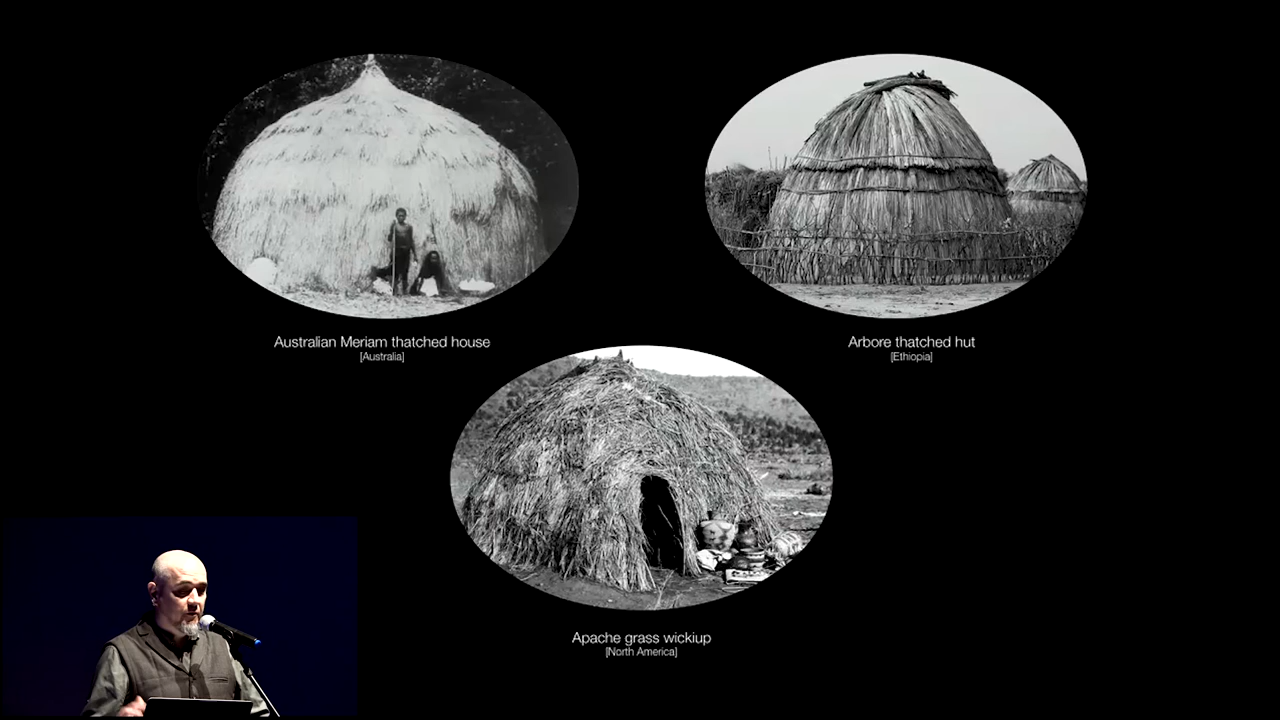 Australian Meriam thatched house
[Australia]
Arbore thatched hut
[Ethiopia]
Apache grass wickiup
[North America]